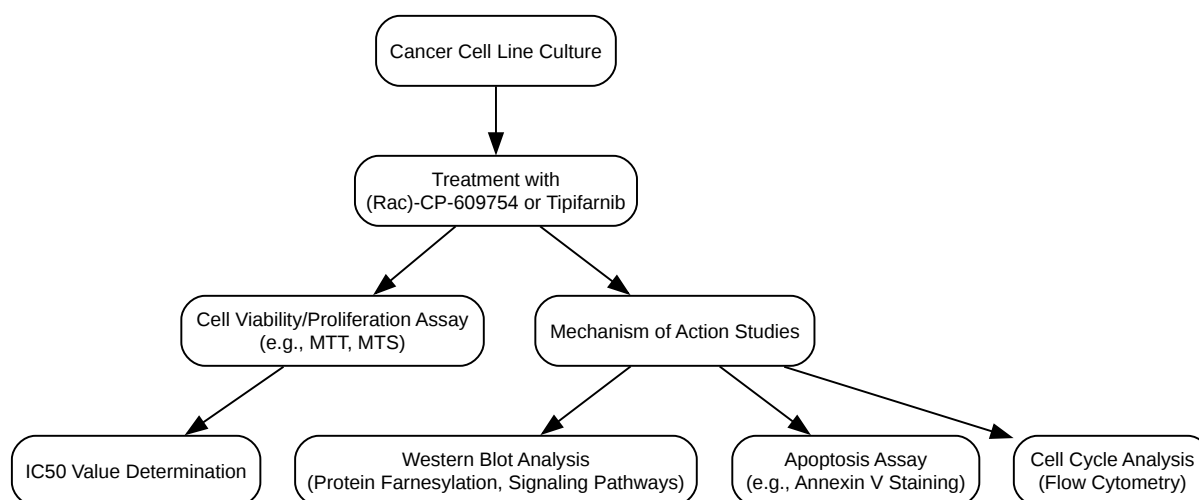 Cancer Cell Line Culture
Treatment with
(Rac)-CP-609754 or Tipifarnib
Cell Viability/Proliferation Assay
(e.g., MTT, MTS)
Mechanism of Action Studies
IC50 Value Determination
Western Blot Analysis
(Protein Farnesylation, Signaling Pathways)
Apoptosis Assay
(e.g., Annexin V Staining)
Cell Cycle Analysis
(Flow Cytometry)